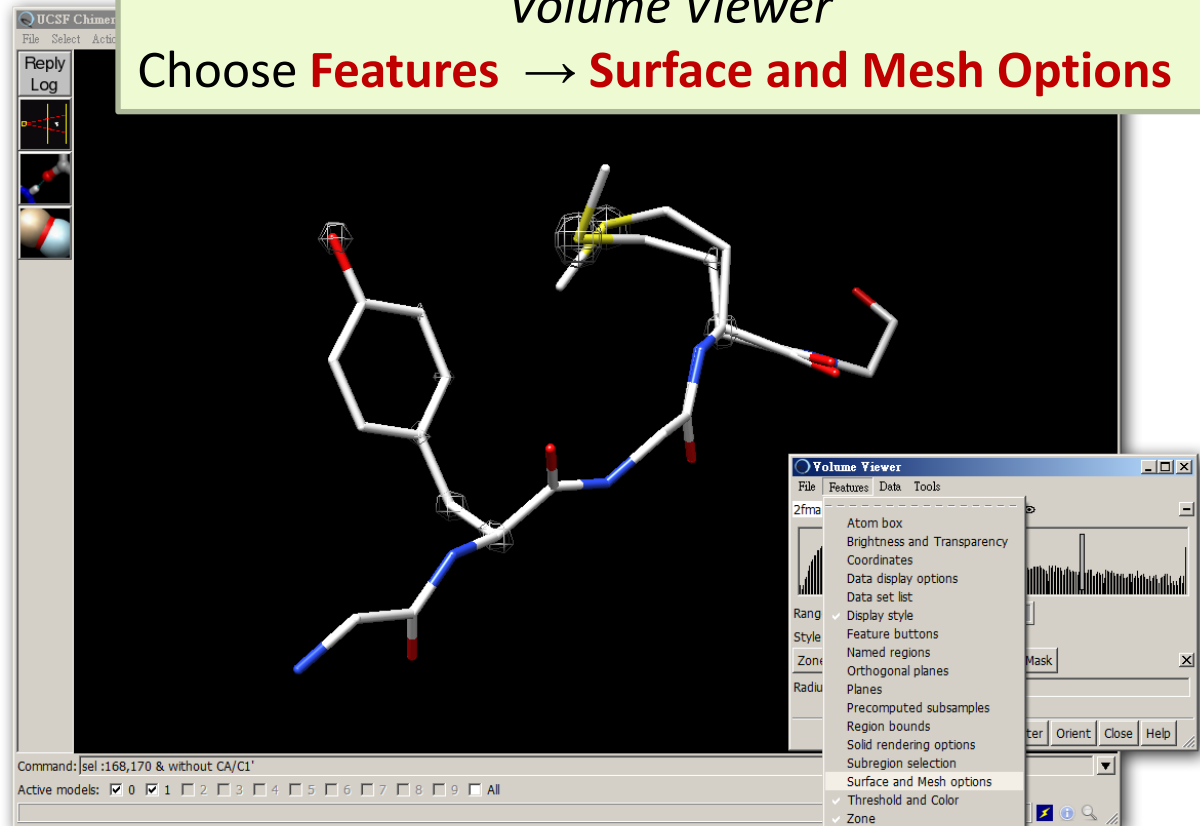 Volume Viewer
Choose Features → Surface and Mesh Options
UCSF Chimer
File Select Actio
Reply
Log
Volume Viewer
File Features Data Tools
2fma
Atom box
Brightness and Transparency
Coordinates
Data display options
Data set list
Rang
Display style
Style
Feature buttons
Named regions
Zone
Mask
Orthogonal planes
Radiu
Planes
Precomputed subsamples
Region bounds
ter Orient Close Help
Solid rendering options
Subregion selection
Surface and Mesh options
Threshold and Color
Zone
Command: sel :168,170 & without CA/C1'
Active models: 0 1 2 3 4 5 6 7 8 9 All